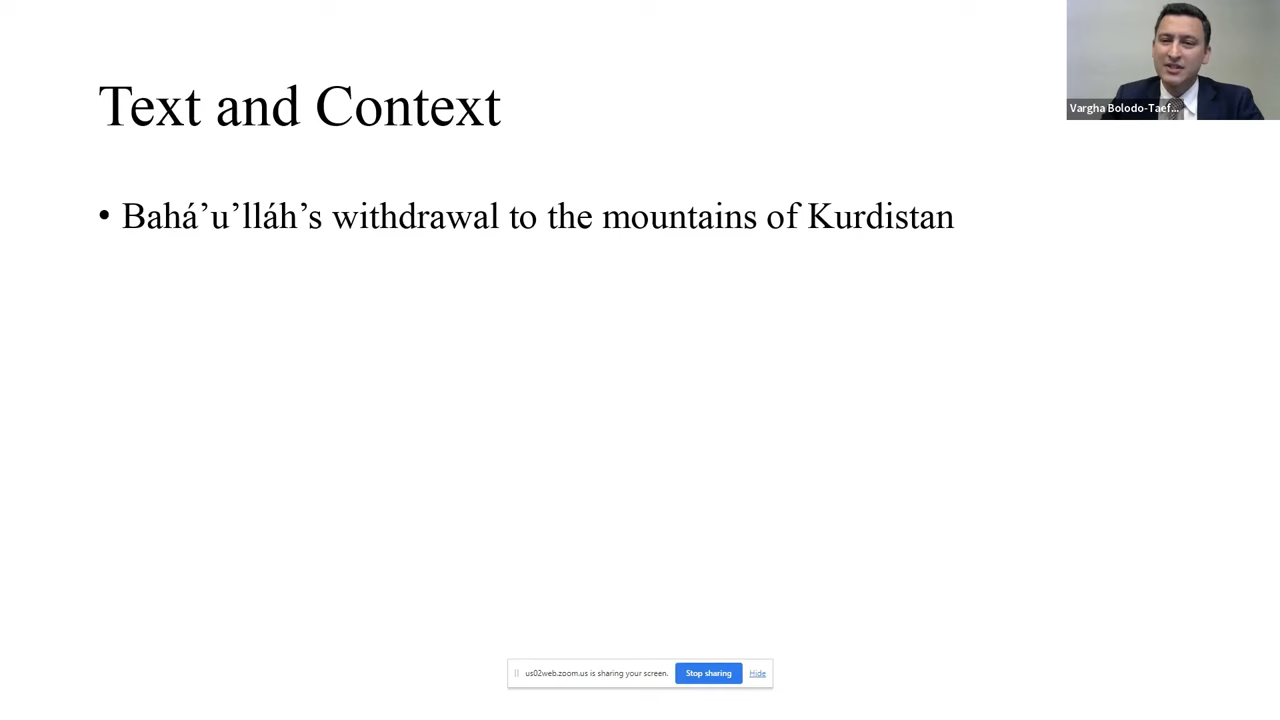 Text and Context
• Bahá’u’lláh’s withdrawal to the mountains of Kurdistan
Vargha Bolodo-Taef...
us02web.zoom.us is sharing your screen. Stop sharing Hide